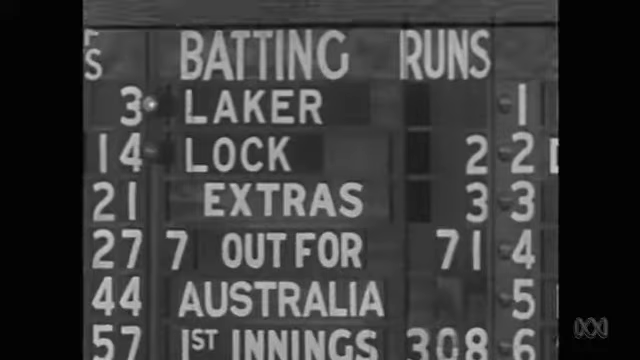 F
S BATTING RUNS
3 LAKER 1
14 LOCK 2 2
21 EXTRAS 3 3
27 7 OUT FOR 71 4
44 AUSTRALIA 5
57 1ST INNINGS 308 6
ABC